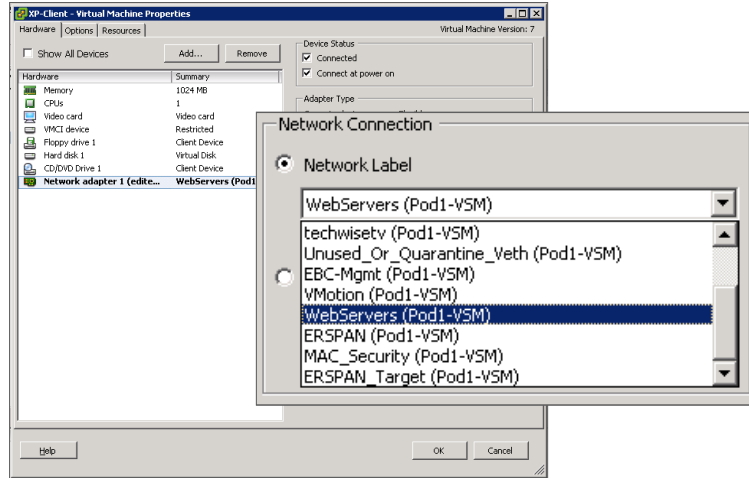 XP-Client - Virtual Machine Properties
Hardware Options Resources
Virtual Machine Version: 7
Show All Devices
Add...
Remove
Device Status
Connected
Connect at power on
Hardware Summary
Memory 1024 MB
CPUs 1
Video card Video card
VMCI device Restricted
Floppy drive 1 Client Device
Hard disk 1 Virtual Disk
CD/DVD Drive 1 Client Device
Network adapter 1 (edite... WebServers (Pod1
Adapter Type
Network Connection
Network Label
WebServers (Pod1-VSM)
techwisetv (Pod1-VSM)
Unused_Or_Quarantine_Veth (Pod1-VSM)
EBC-Mgmt (Pod1-VSM)
VMotion (Pod1-VSM)
WebServers (Pod1-VSM)
ERSPAN (Pod1-VSM)
MAC_Security (Pod1-VSM)
ERSPAN_Target (Pod1-VSM)
Help
OK
Cancel